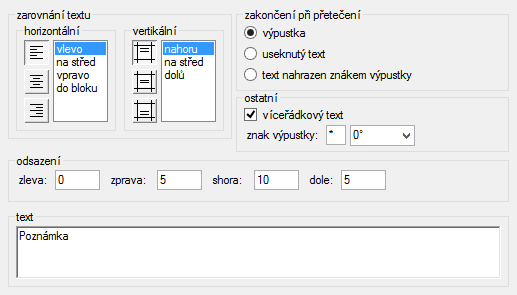 zarovnání textu
horizontální
vlevo
na střed
vpravo
do bloku
vertikální
nahoru
na střed
dolů
zakončení při přetečení
výpustka
useknutý text
text nahrazen znákem výpustky
ostatní
víceřádkový text
znak výpustky: * 0°
odsazení
zleva: 0 zprava: 5 shora: 10 dole: 5
text
Poznámka